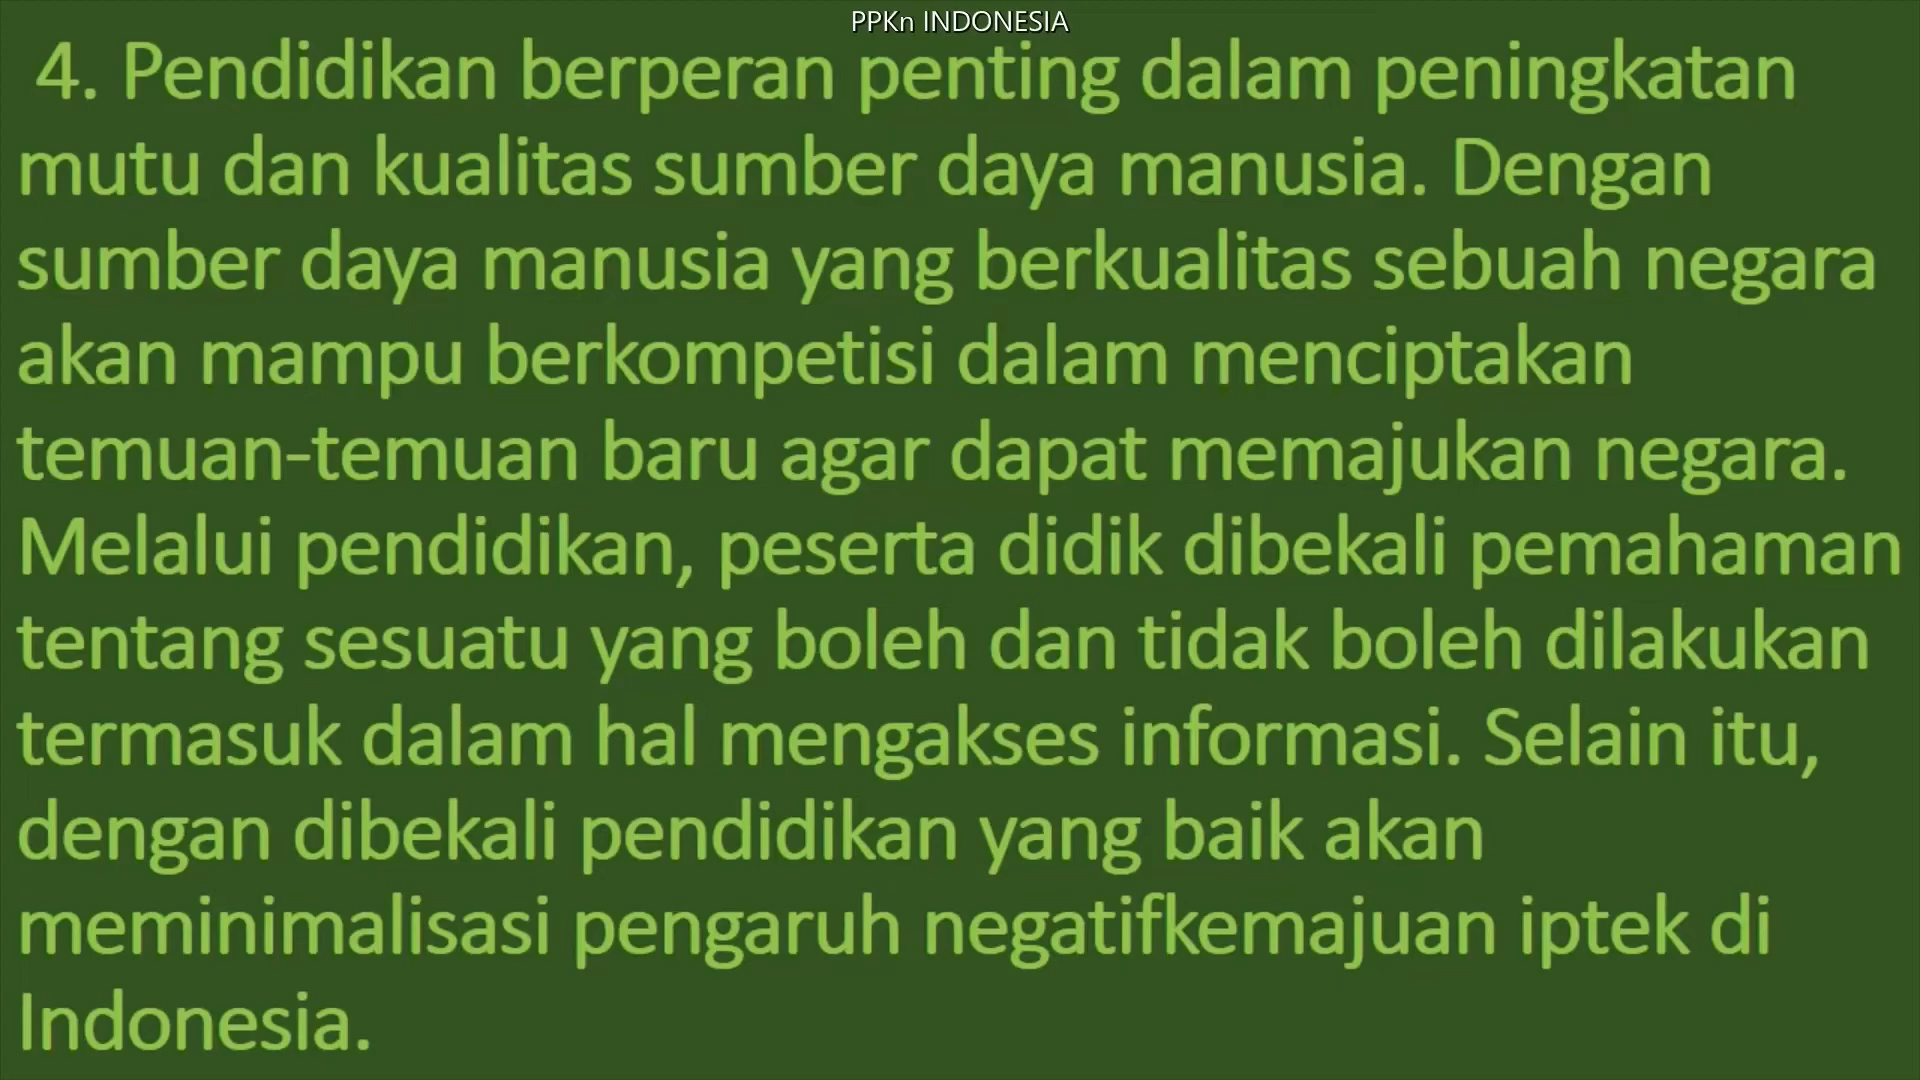 PPKn INDONESIA
4. Pendidikan berperan penting dalam peningkatan
mutu dan kualitas sumber daya manusia. Dengan
sumber daya manusia yang berkualitas sebuah negara
akan mampu berkompetisi dalam menciptakan
temuan-temuan baru agar dapat memajukan negara.
Melalui pendidikan, peserta didik dibekali pemahaman
tentang sesuatu yang boleh dan tidak boleh dilakukan
termasuk dalam hal mengakses informasi. Selain itu,
dengan dibekali pendidikan yang baik akan
meminimalisasi pengaruh negatifkemajuan iptek di
Indonesia.